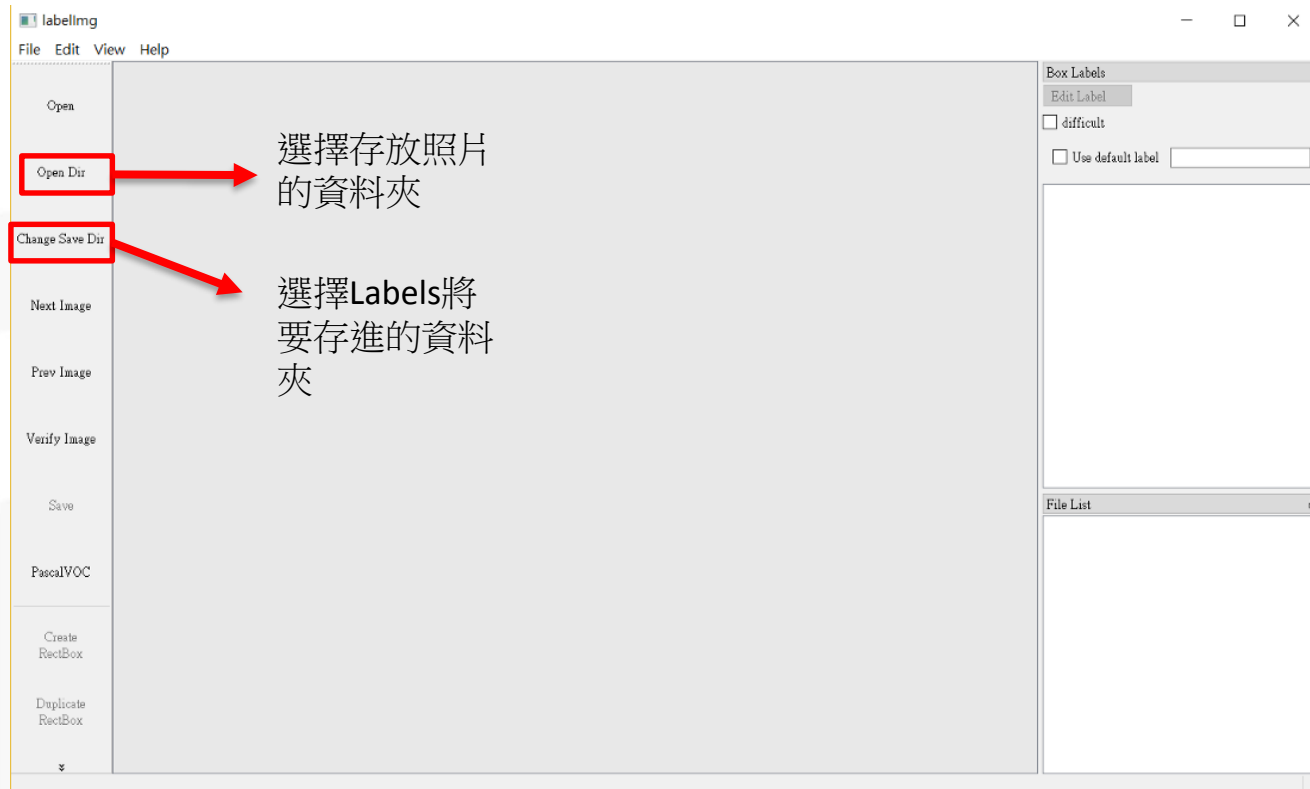 labelImg
File Edit View Help
Open
Open Dir
Change Save Dir
Next Image
Prev Image
Verify Image
Save
PascalVOC
Create
RectBox
Duplicate
RectBox
選擇存放照片
的資料夾
選擇Labels將
要存進的資料
夾
Box Labels
Edit Label
difficult
Use default label
File List